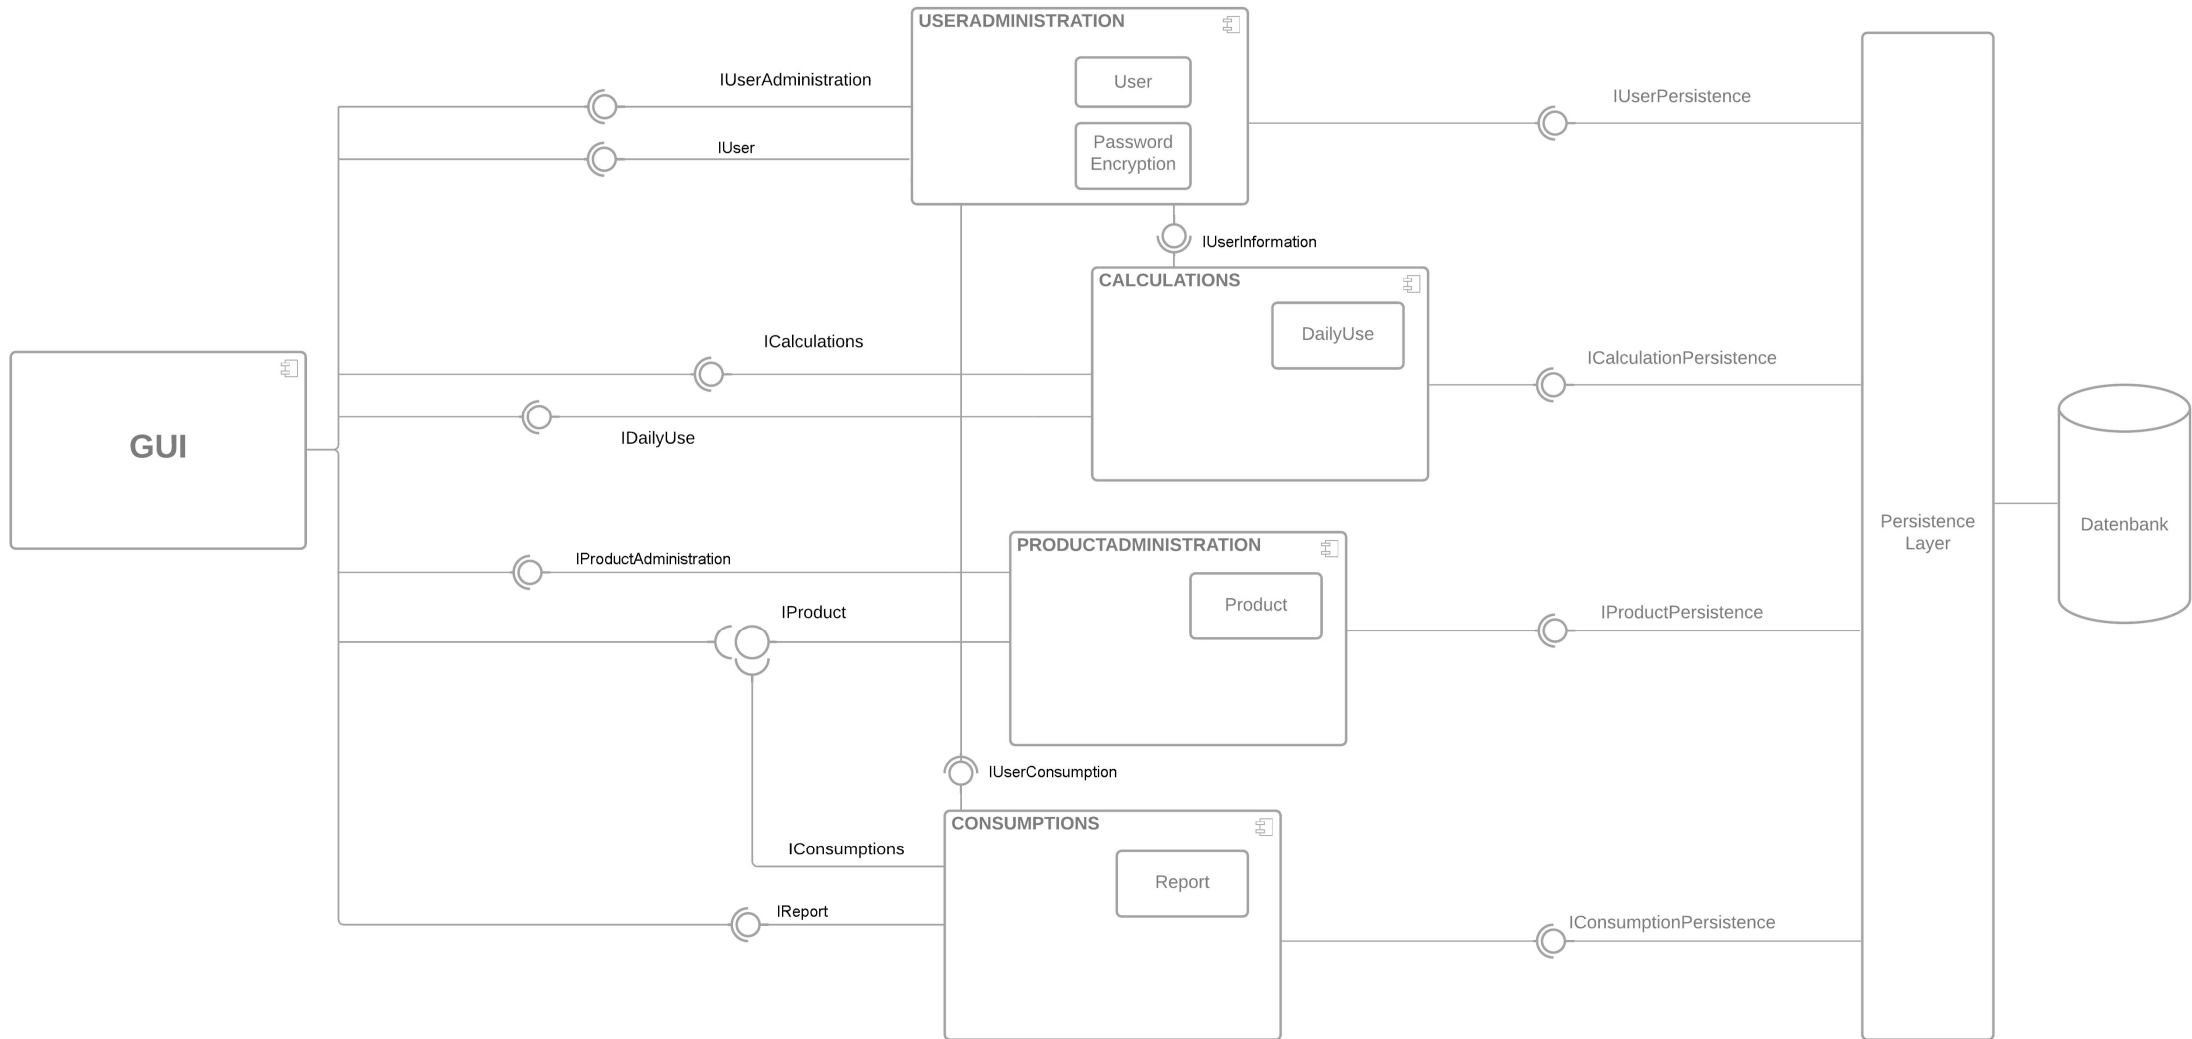 USERADMINISTRATION
User
Password
Encryption
IUserAdministration
IUser
IUserPersistence
IUserInformation
CALCULATIONS
DailyUse
ICalculations
IDailyUse
ICalculationPersistence
GUI
Persistence
Layer
Datenbank
PRODUCTADMINISTRATION
Product
IProductAdministration
IProduct
IProductPersistence
IUserConsumption
CONSUMPTIONS
Report
IConsumptions
IReport
IConsumptionPersistence